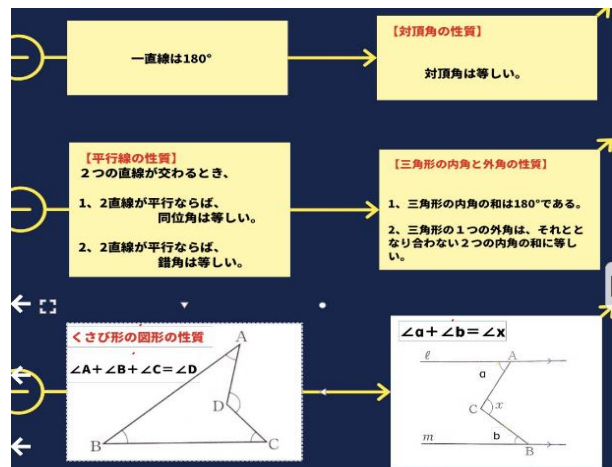 一直線は180°
【対頂角の性質】
対頂角は等しい。
【平行線の性質】
２つの直線が交わるとき、
1、2直線が平行ならば、
同位角は等しい。
2、2直線が平行ならば、
錯角は等しい。
【三角形の内角と外角の性質】
1、三角形の内角の和は180°である。
2、三角形の１つの外角は、それとと
なり合わない２つの内角の和に等し
い。
くさび形の図形の性質
∠A＋∠B＋∠C＝∠D
A
D
B
C
∠a＋∠b＝∠x
ℓ
A
a
C
x
m
b
B